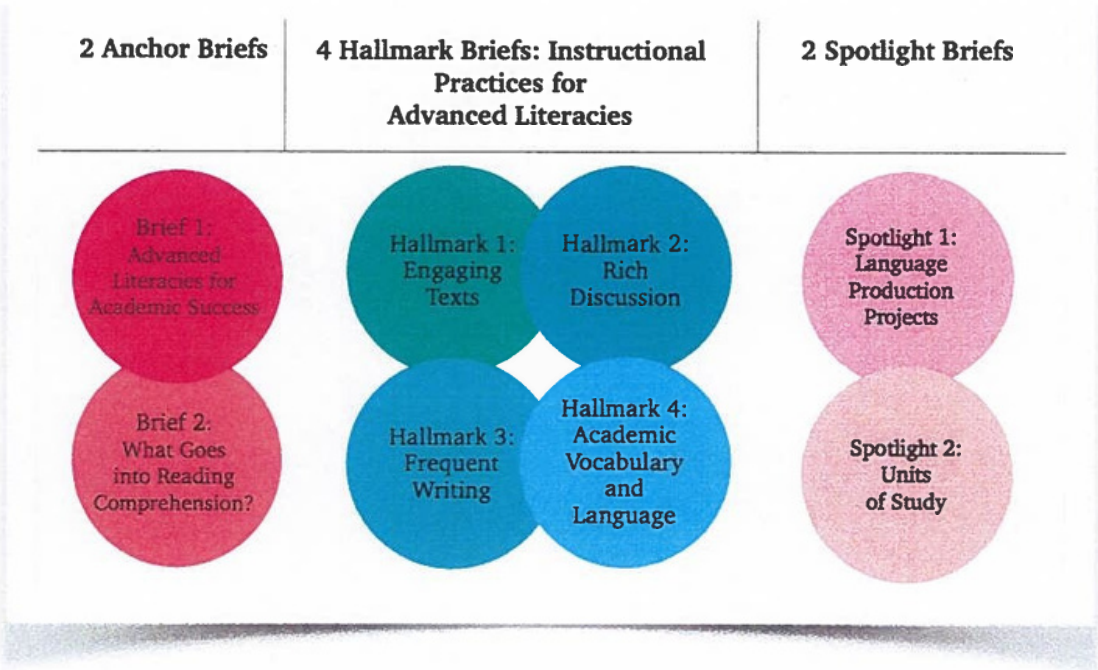 2 Anchor Briefs
4 Hallmark Briefs: Instructional
Practices for
Advanced Literacies
2 Spotlight Briefs
Brief 1:
Advanced
Literacies for
Academic Success
Brief 2:
What Goes
into Reading
Comprehension?
Hallmark 1:
Engaging
Texts
Hallmark 2:
Rich
Discussion
Hallmark 3:
Frequent
Writing
Hallmark 4:
Academic
Vocabulary
and
Language
Spotlight 1:
Language
Production
Projects
Spotlight 2:
Units
of Study